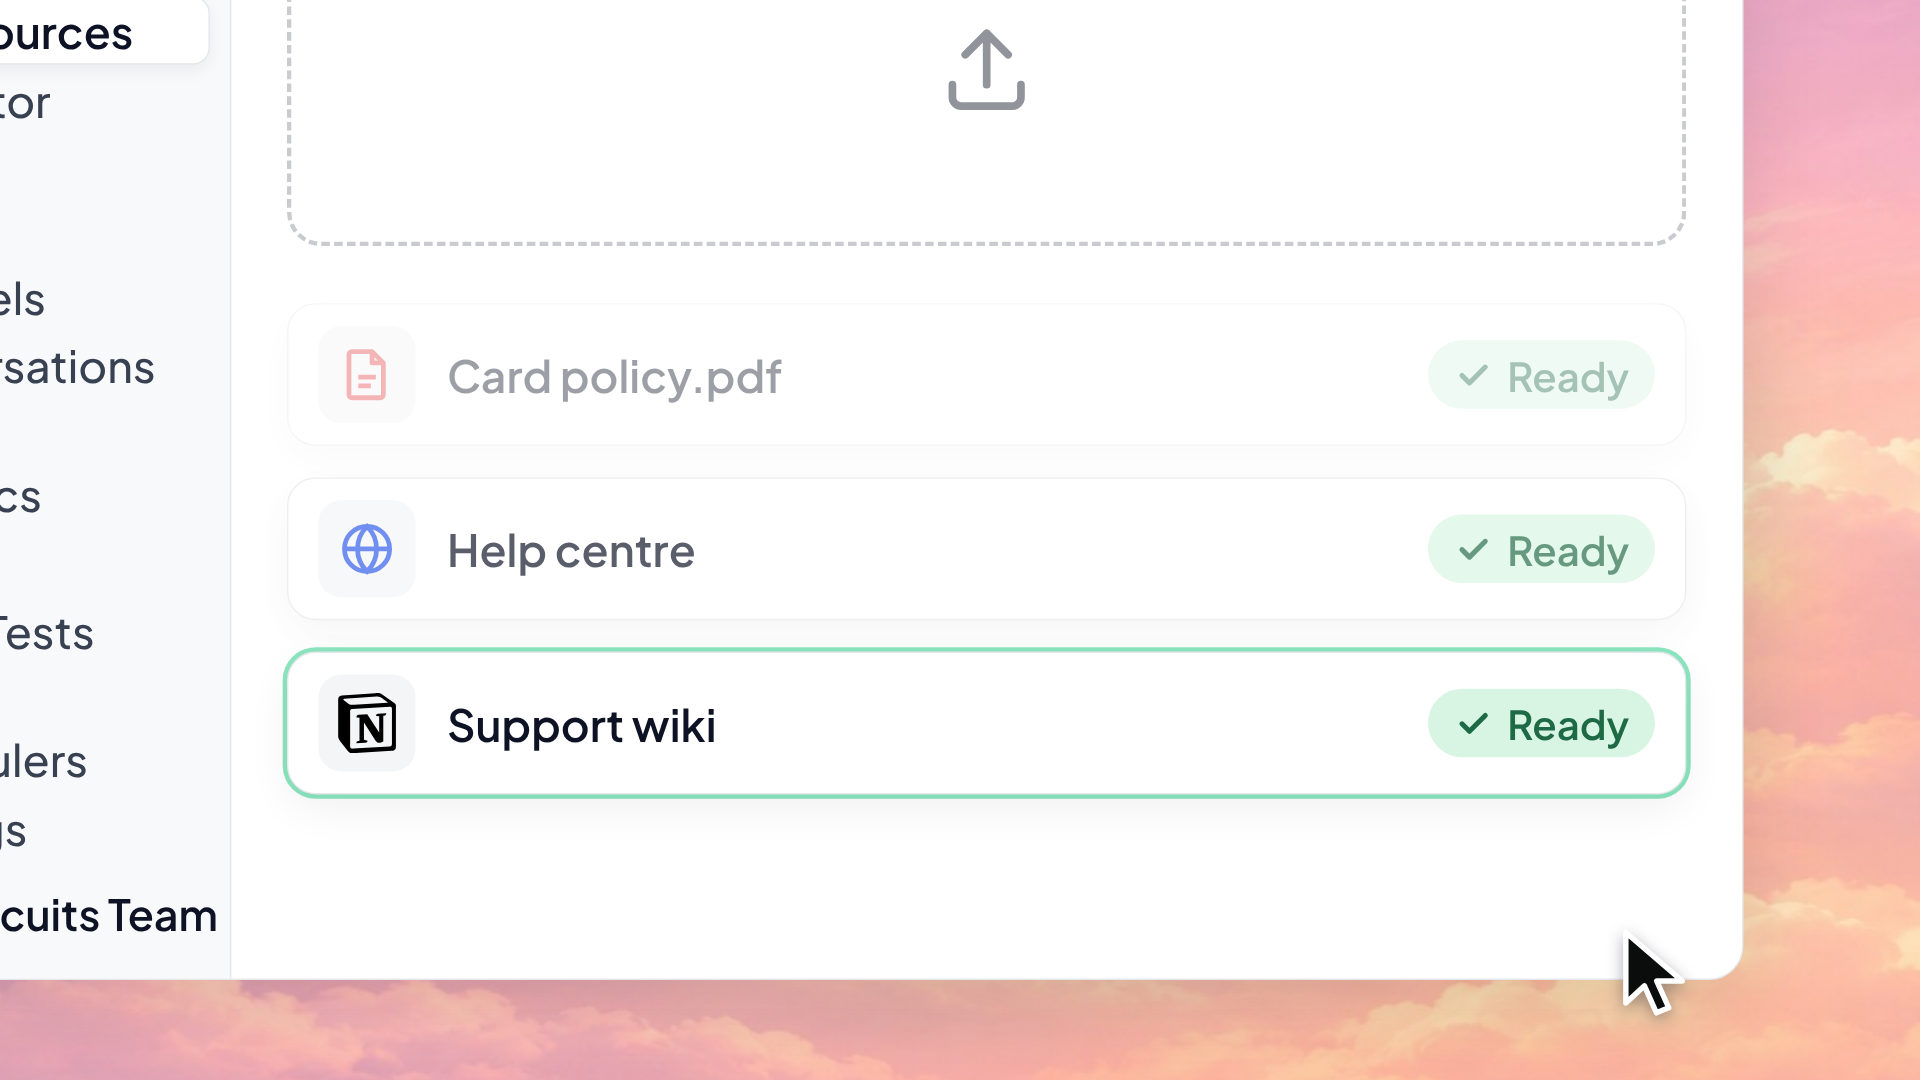 ources
tor
els
rsations
cs
Tests
ulers
gs
cuits Team
Card policy.pdf
Ready
Help centre
Ready
N
Support wiki
Ready